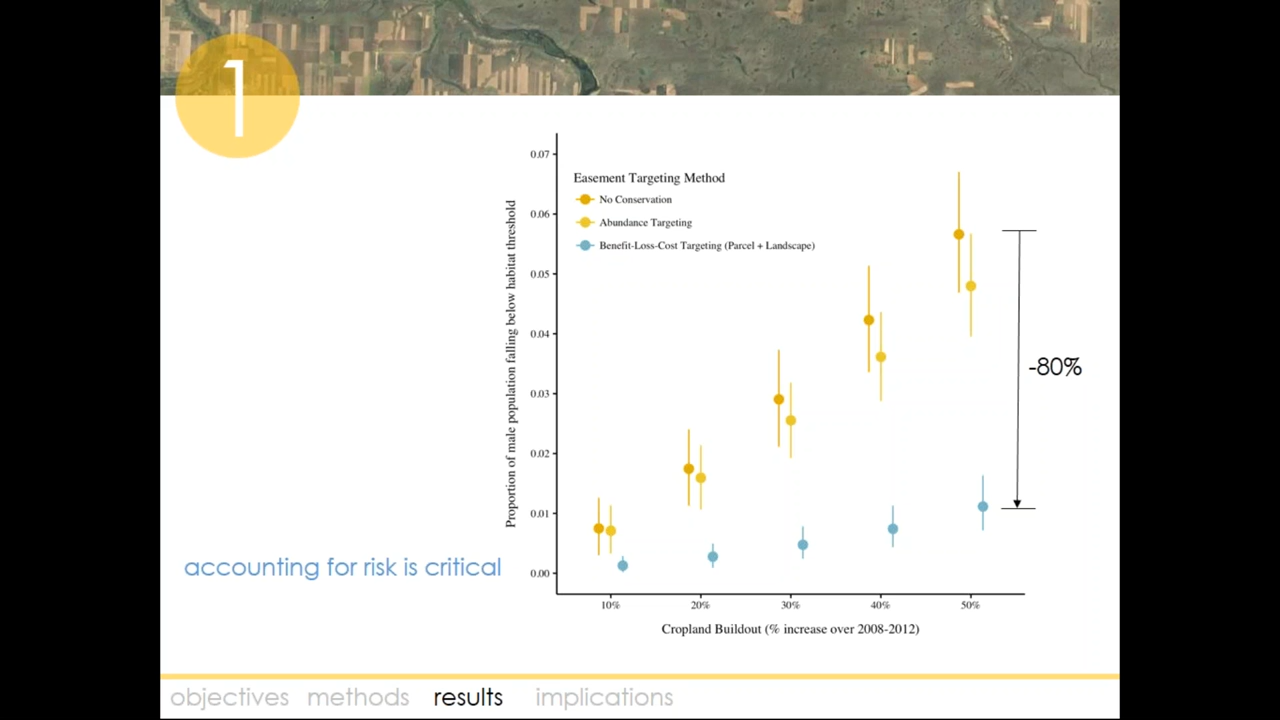 1
Easement Targeting Method
No Conservation
Abundance Targeting
Benefit-Loss-Cost Targeting (Parcel + Landscape)
Proportion of male population falling below habitat threshold
0.07
0.06
0.05
0.04
0.03
0.02
0.01
0.00
-80%
accounting for risk is critical
10% 20% 30% 40% 50%
Cropland Buildout (% increase over 2008-2012)
objectives methods results implications